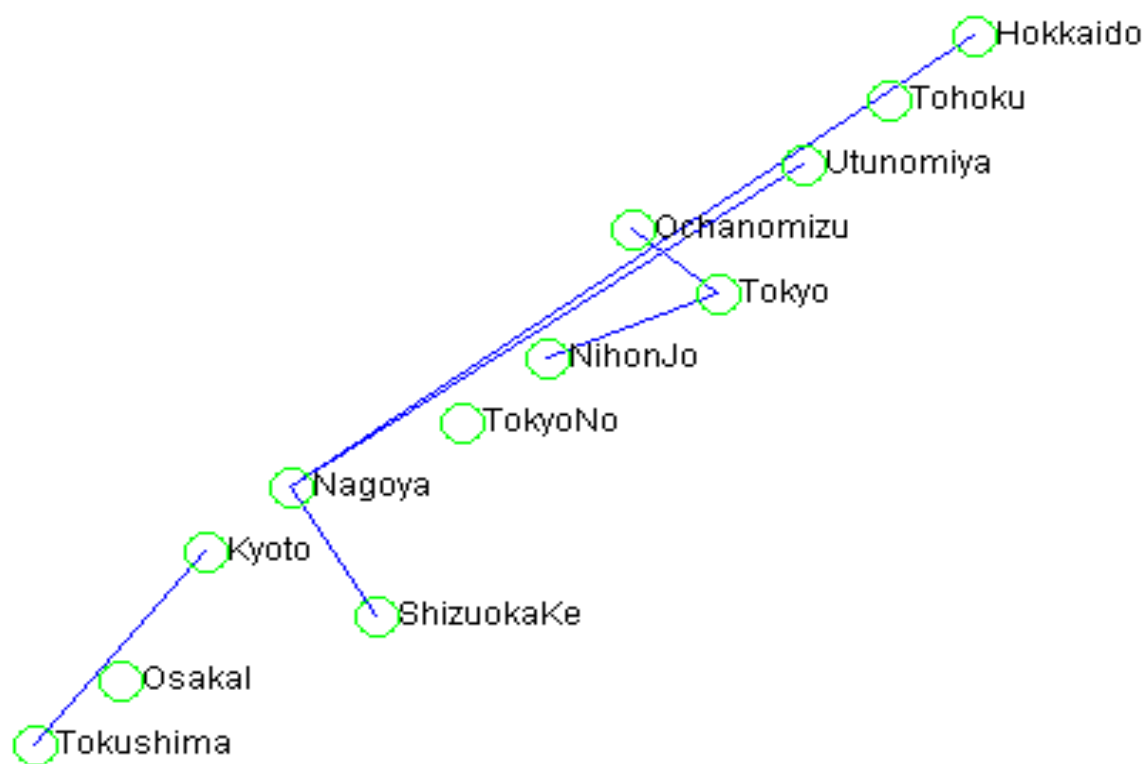 Hokkaido
Tohoku
Utunomiya
Ochanomizu
Tokyo
NihonJo
TokyoNo
Nagoya
Kyoto
ShizuokaKe
OsakaI
Tokushima